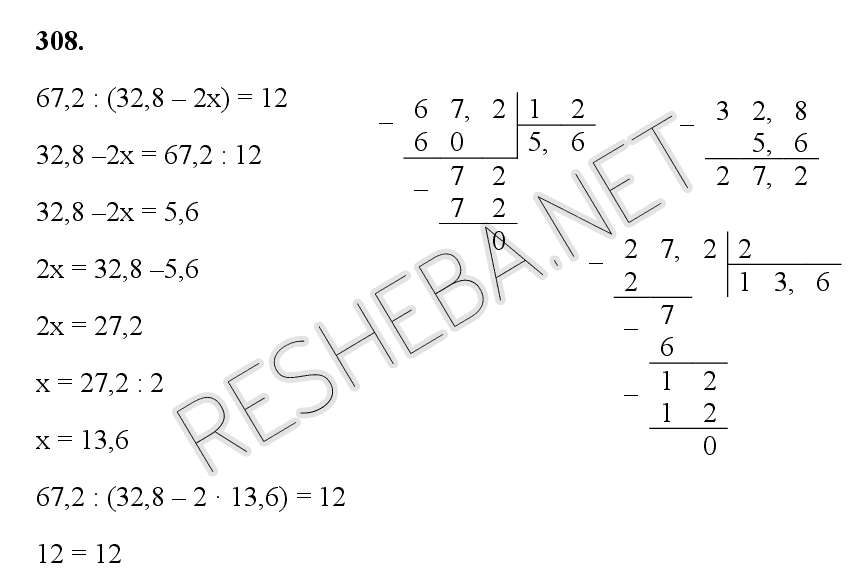 308.
67,2 : (32,8 – 2x) = 12
32,8 –2x = 67,2 : 12
32,8 –2x = 5,6
2x = 32,8 –5,6
2x = 27,2
x = 27,2 : 2
x = 13,6
67,2 : (32,8 – 2 · 13,6) = 12
12 = 12
– 6 7, 2 1 2
6 0 5, 6
– 7 2
7 2
0
– 3 2, 8
5, 6
2 7, 2
– 2 7, 2 2
2 1 3, 6
– 7
6
– 1 2
1 2
0
RESHEBA.NET